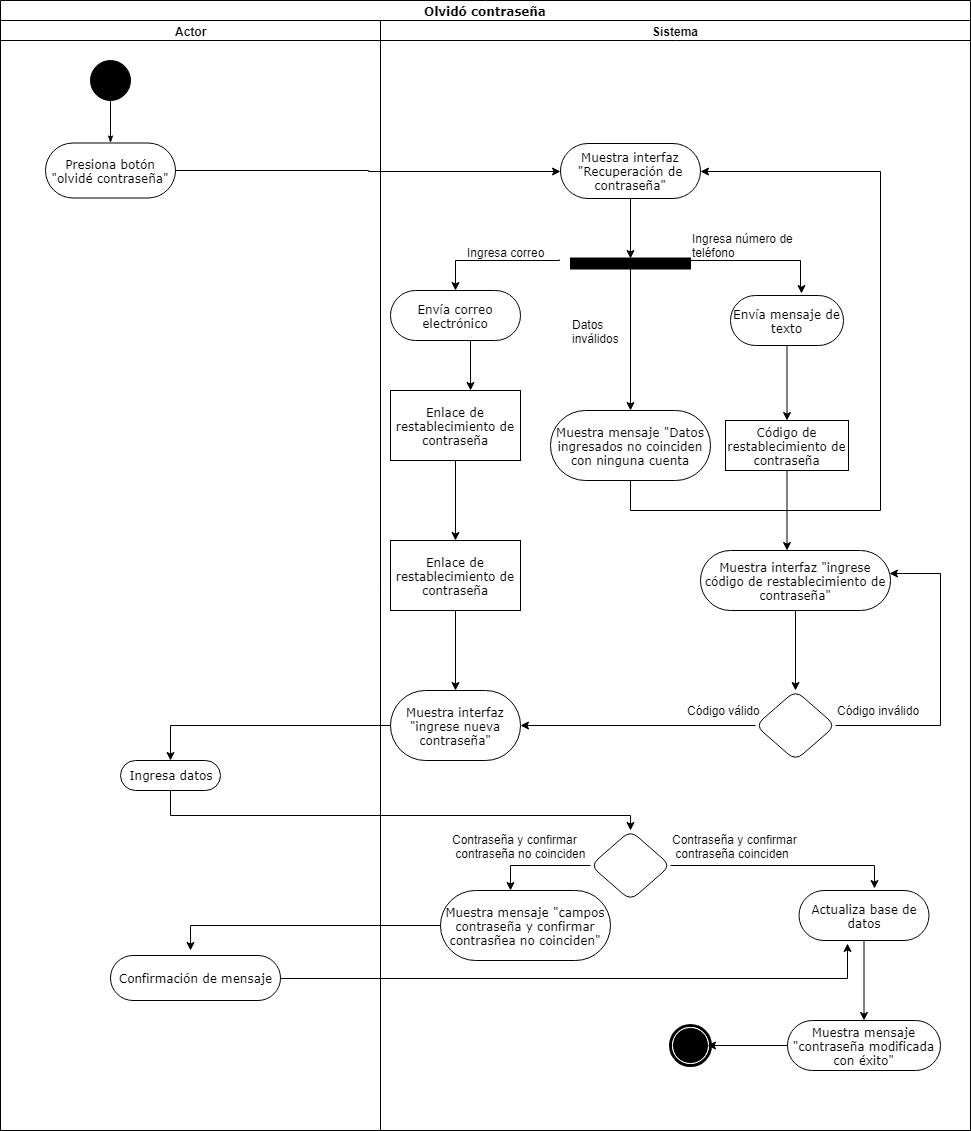 Olvidó contraseña
Actor
Sistema
Presiona botón
"olvidé contraseña"
Muestra interfaz
"Recuperación de
contraseña"
Ingresa correo
Ingresa número de
teléfono
Envía correo
electrónico
Datos
inválidos
Envía mensaje de
texto
Enlace de
restablecimiento de
contraseña
Muestra mensaje "Datos
ingresados no coinciden
con ninguna cuenta
Código de
restablecimiento de
contraseña
Enlace de
restablecimiento de
contraseña
Muestra interfaz "ingrese
código de restablecimiento de
contraseña"
Muestra interfaz
"ingrese nueva
contraseña"
Código válido
Código inválido
Ingresa datos
Contraseña y confirmar
contraseña no coinciden
Contraseña y confirmar
contraseña coinciden
Muestra mensaje "campos
contraseña y confirmar
contrasñea no coinciden"
Actualiza base de
datos
Confirmación de mensaje
Muestra mensaje
"contraseña modificada
con éxito"